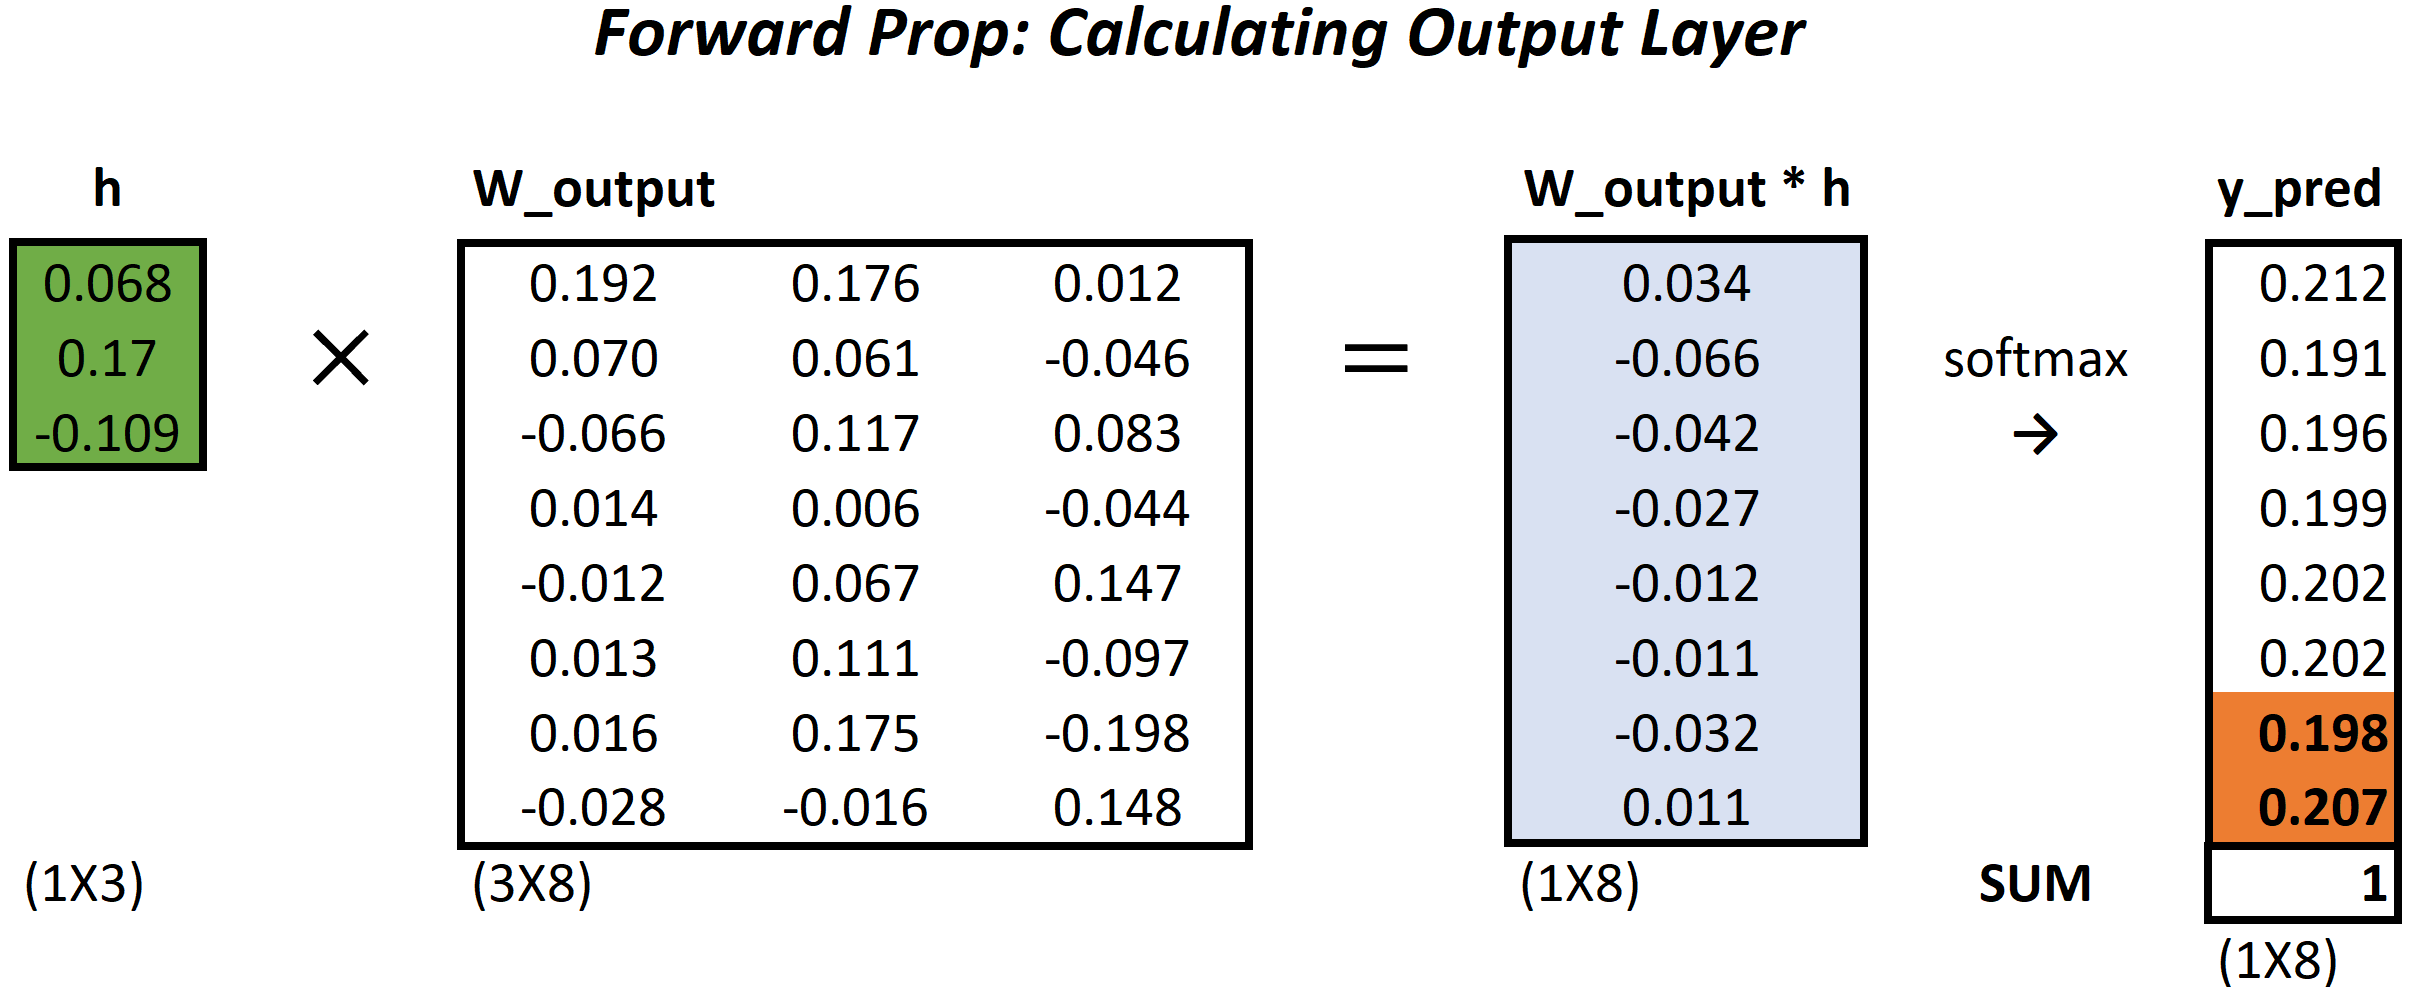 Forward Prop: Calculating Output Layer
h W_output W_output * h y_pred
0.068 0.192 0.176 0.012 0.034 0.212
0.17 × 0.070 0.061 -0.046 = -0.066 softmax 0.191
-0.109 -0.066 0.117 0.083 -0.042 → 0.196
0.014 0.006 -0.044 -0.027 0.199
-0.012 0.067 0.147 -0.012 0.202
0.013 0.111 -0.097 -0.011 0.202
0.016 0.175 -0.198 -0.032 0.198
-0.028 -0.016 0.148 0.011 0.207
(1X3) (3X8) (1X8) SUM 1
(1X8)